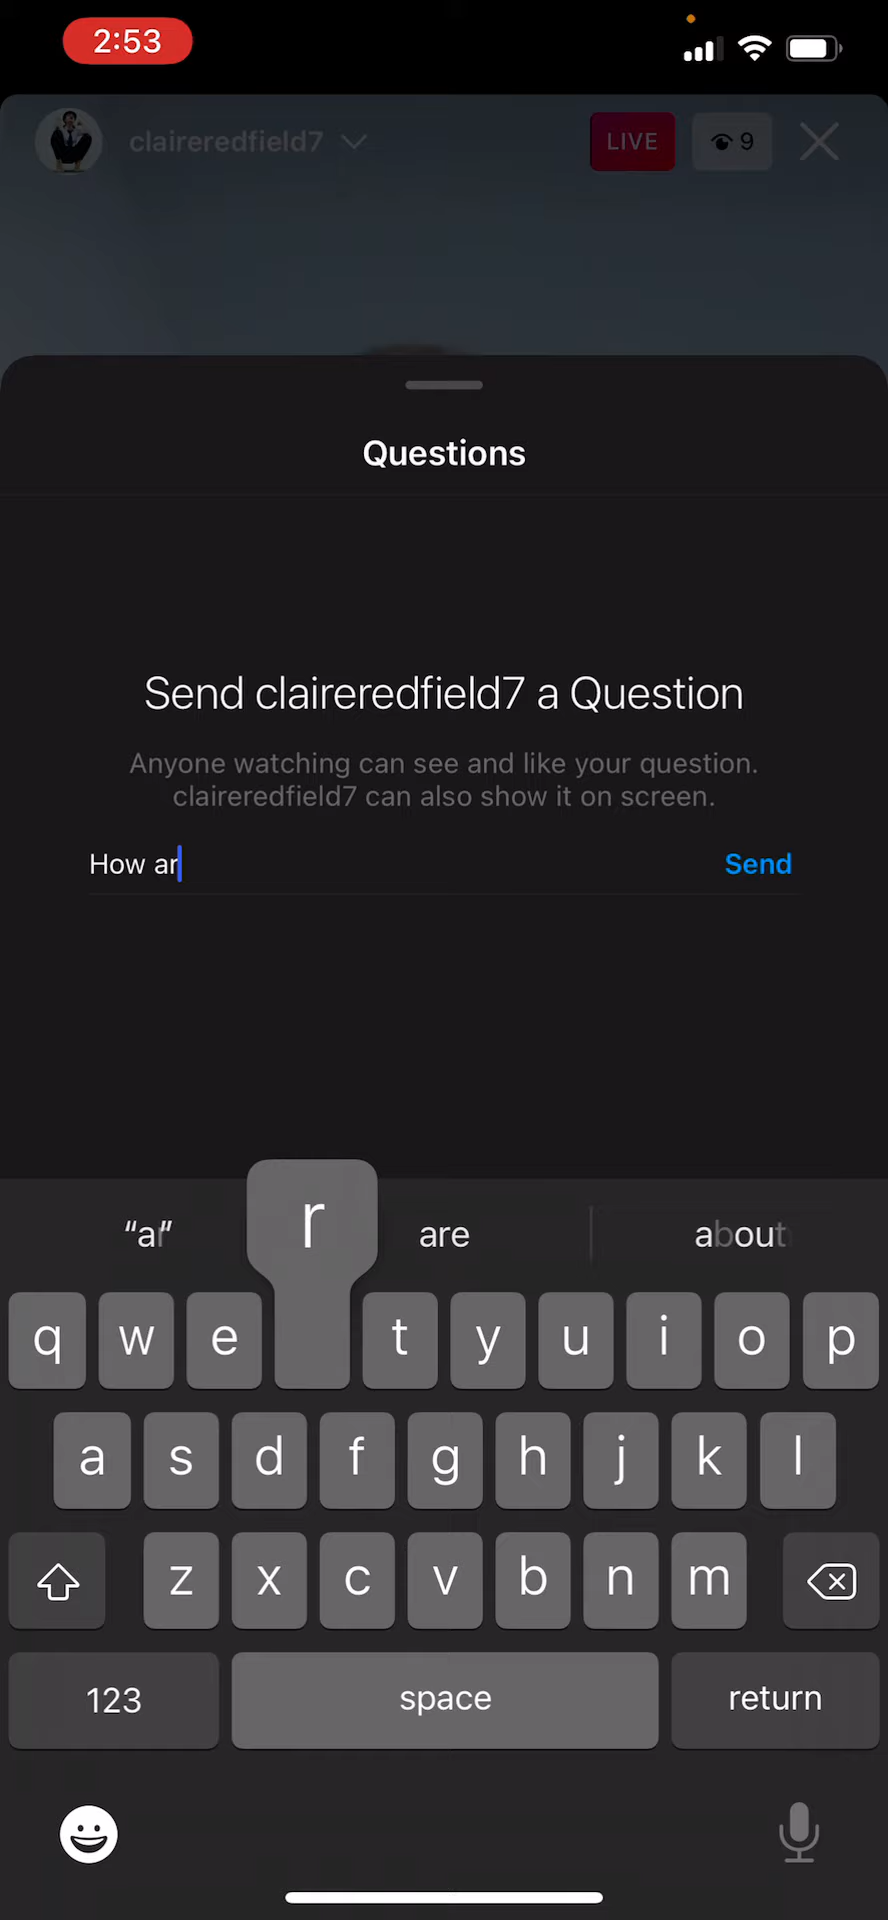 2:53
claireredfield7
LIVE
9
Questions
Send claireredfield7 a Question
Anyone watching can see and like your question.
claireredfield7 can also show it on screen.
How ar
Send
“ar”
r
are
about
q w e t y u i o p
a s d f g h j k l
z x c v b n m
123
space
return